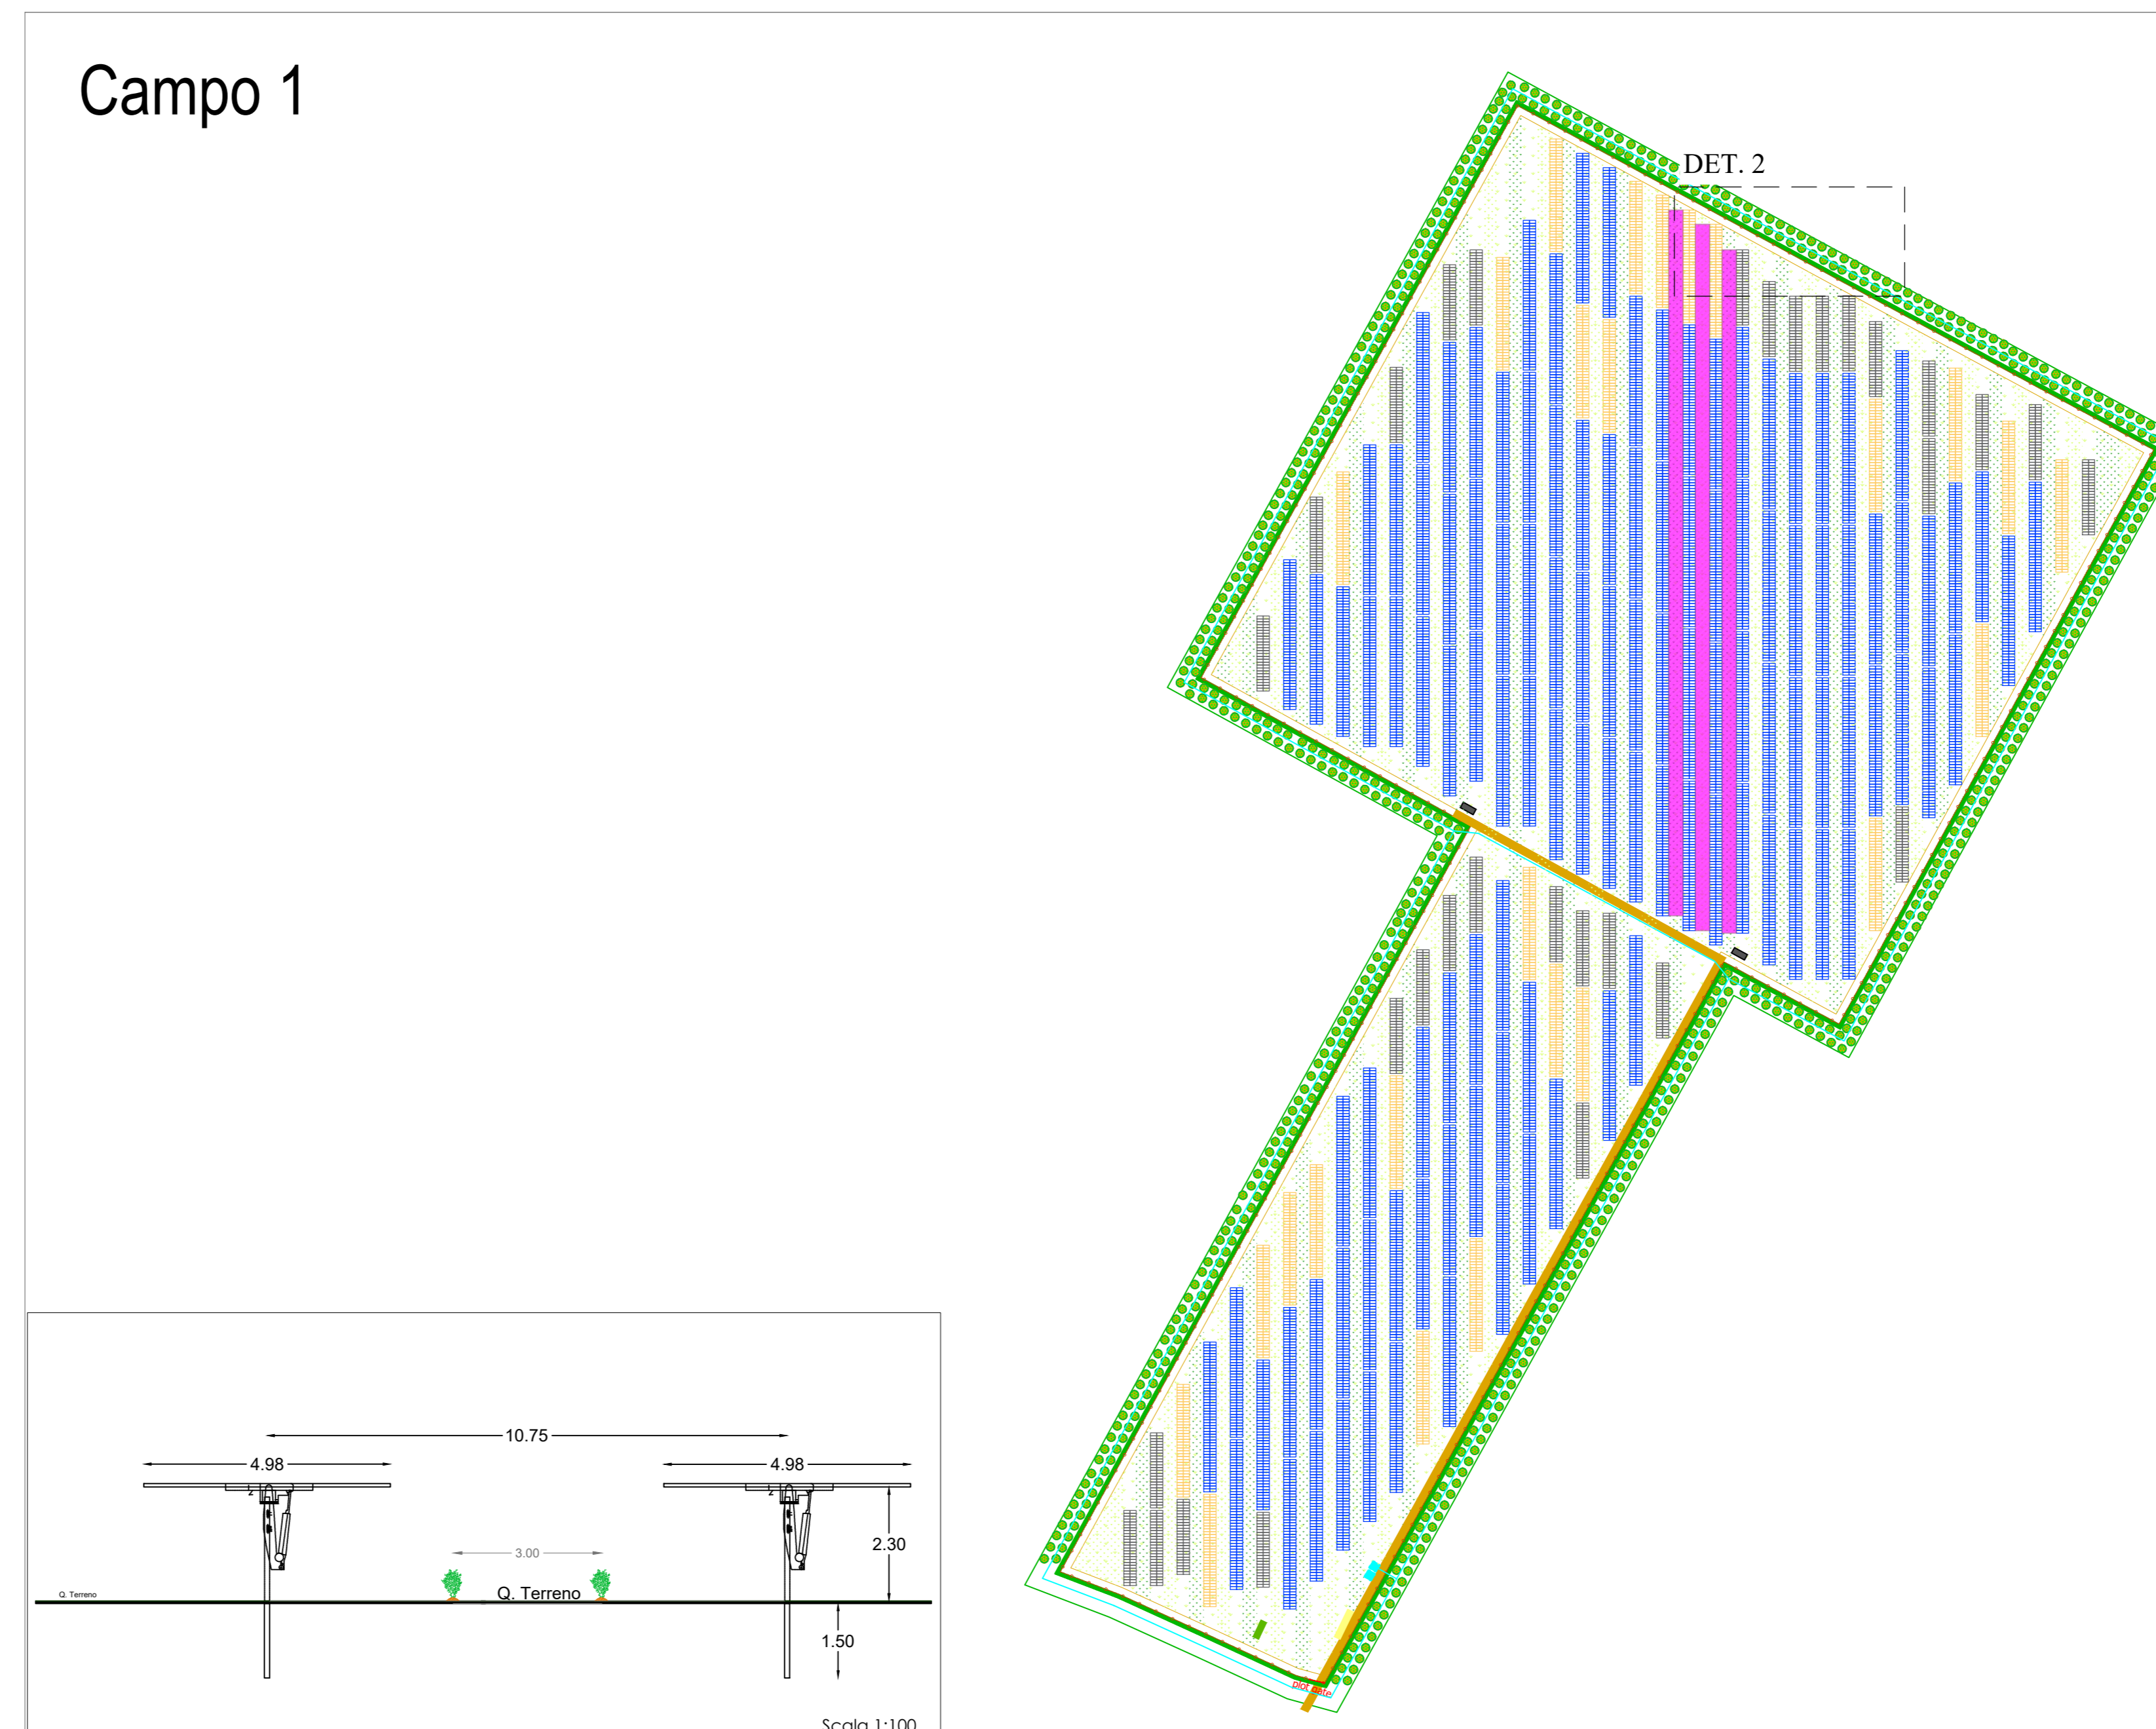 Campo 1
DET. 2
10.75
4.98
4.98
2.30
3.00
Q. Terreno
Q. Terreno
1.50
Scala 1:100
plot gate